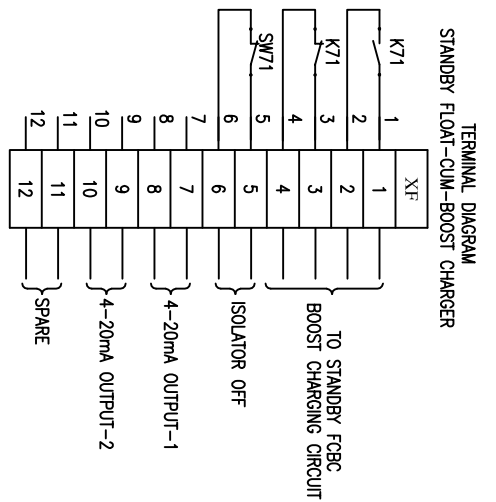 TERMINAL DIAGRAM
STANDBY FLOAT-CUM-BOOST CHARGER
K71
K71
SW71
1
2
3
4
5
6
7
8
9
10
11
12
XF
1
2
3
4
5
6
7
8
9
10
11
12
TO STANDBY FCBC
BOOST CHARGING CIRCUIT
ISOLATOR OFF
4-20mA OUTPUT-1
4-20mA OUTPUT-2
SPARE